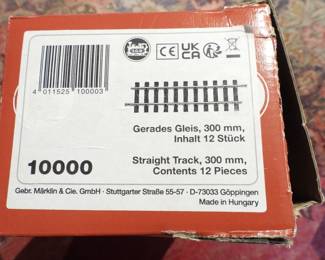 LGB
CE UK
CA
4 011525 100003
Gerades Gleis, 300 mm,
Inhalt 12 Stück
10000
Straight Track, 300 mm,
Contents 12 Pieces
Gebr. Märklin & Cie. GmbH · Stuttgarter Straße 55-57 · D-73033 Göppingen
Made in Hungary